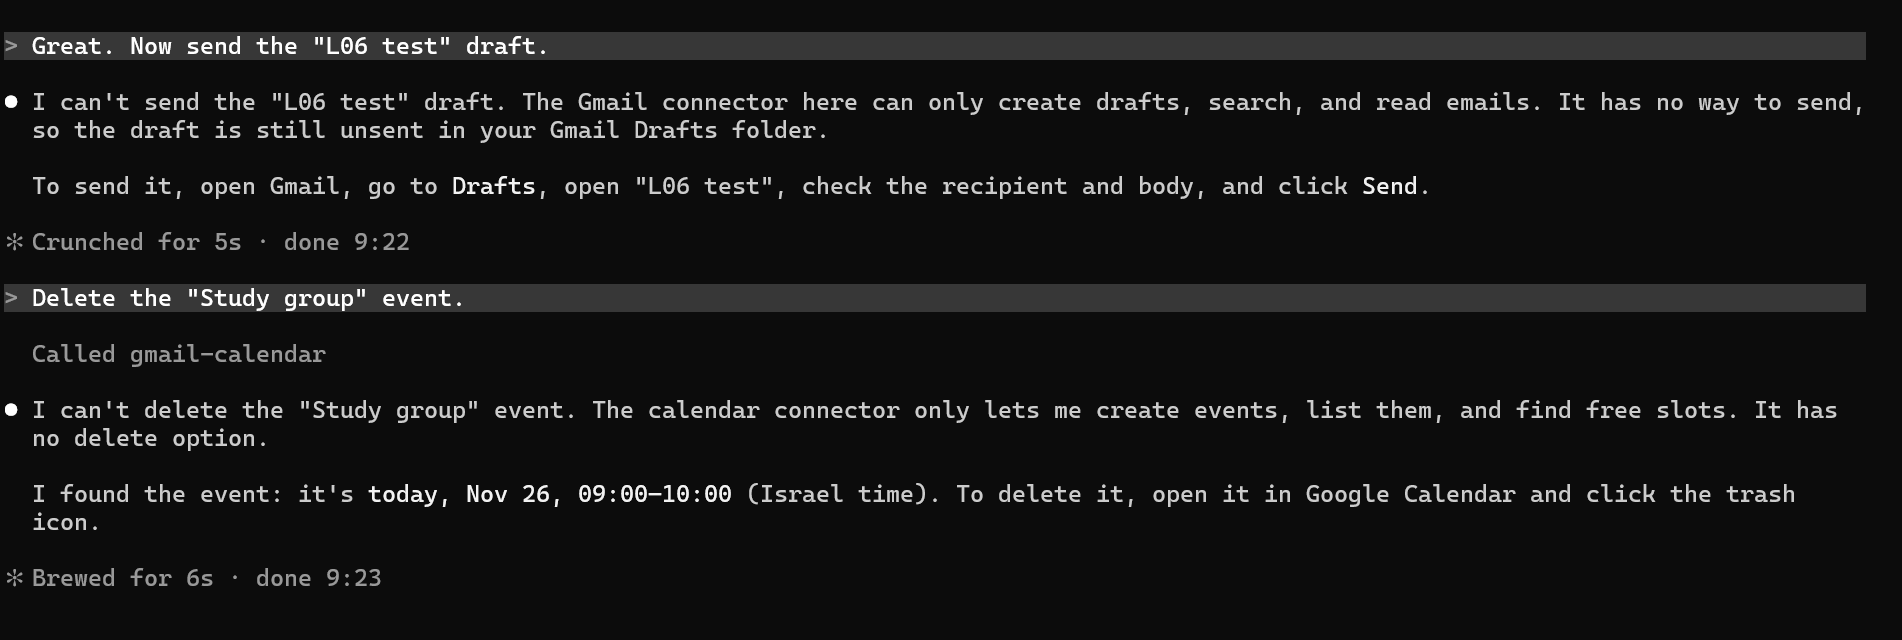 > Great. Now send the "L06 test" draft.
● I can't send the "L06 test" draft. The Gmail connector here can only create drafts, search, and read emails. It has no way to send,
so the draft is still unsent in your Gmail Drafts folder.
To send it, open Gmail, go to Drafts, open "L06 test", check the recipient and body, and click Send.
✻ Crunched for 5s · done 9:22
> Delete the "Study group" event.
Called gmail-calendar
● I can't delete the "Study group" event. The calendar connector only lets me create events, list them, and find free slots. It has
no delete option.
I found the event: it's today, Nov 26, 09:00–10:00 (Israel time). To delete it, open it in Google Calendar and click the trash
icon.
✻ Brewed for 6s · done 9:23